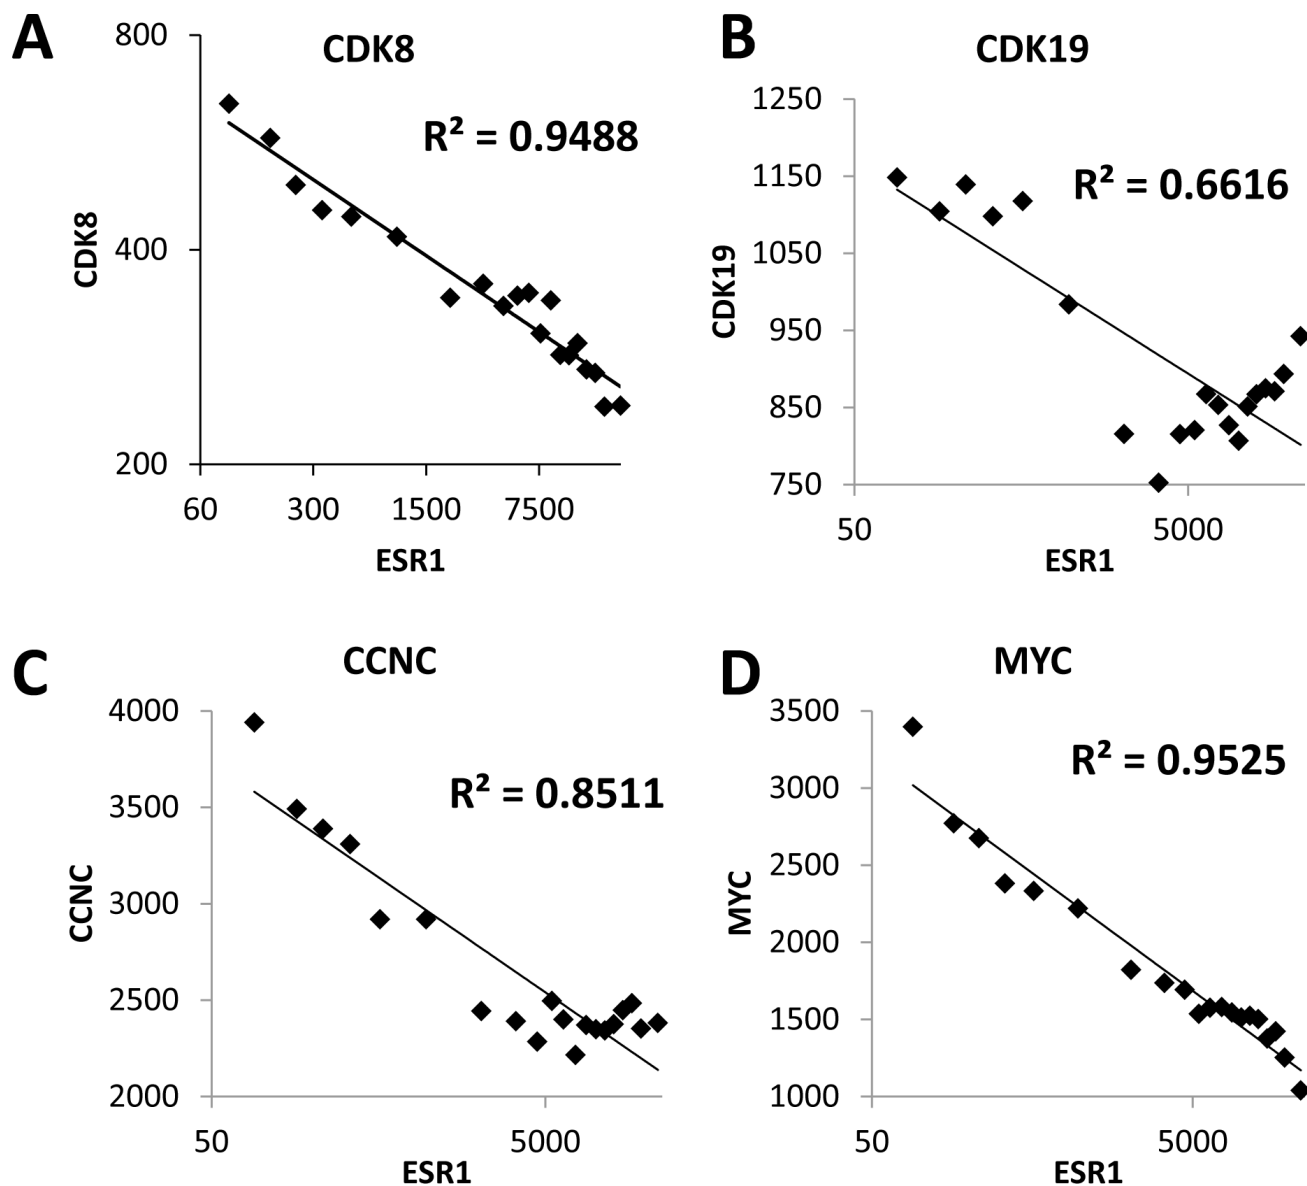 A
CDK8
R² = 0.9488
800
400
200
CDK8
60 300 1500 7500
ESR1
B
CDK19
R² = 0.6616
1250
1150
1050
950
850
750
CDK19
50 5000
ESR1
C
CCNC
R² = 0.8511
4000
3500
3000
2500
2000
CCNC
50 5000
ESR1
D
MYC
R² = 0.9525
3500
3000
2500
2000
1500
1000
MYC
50 5000
ESR1